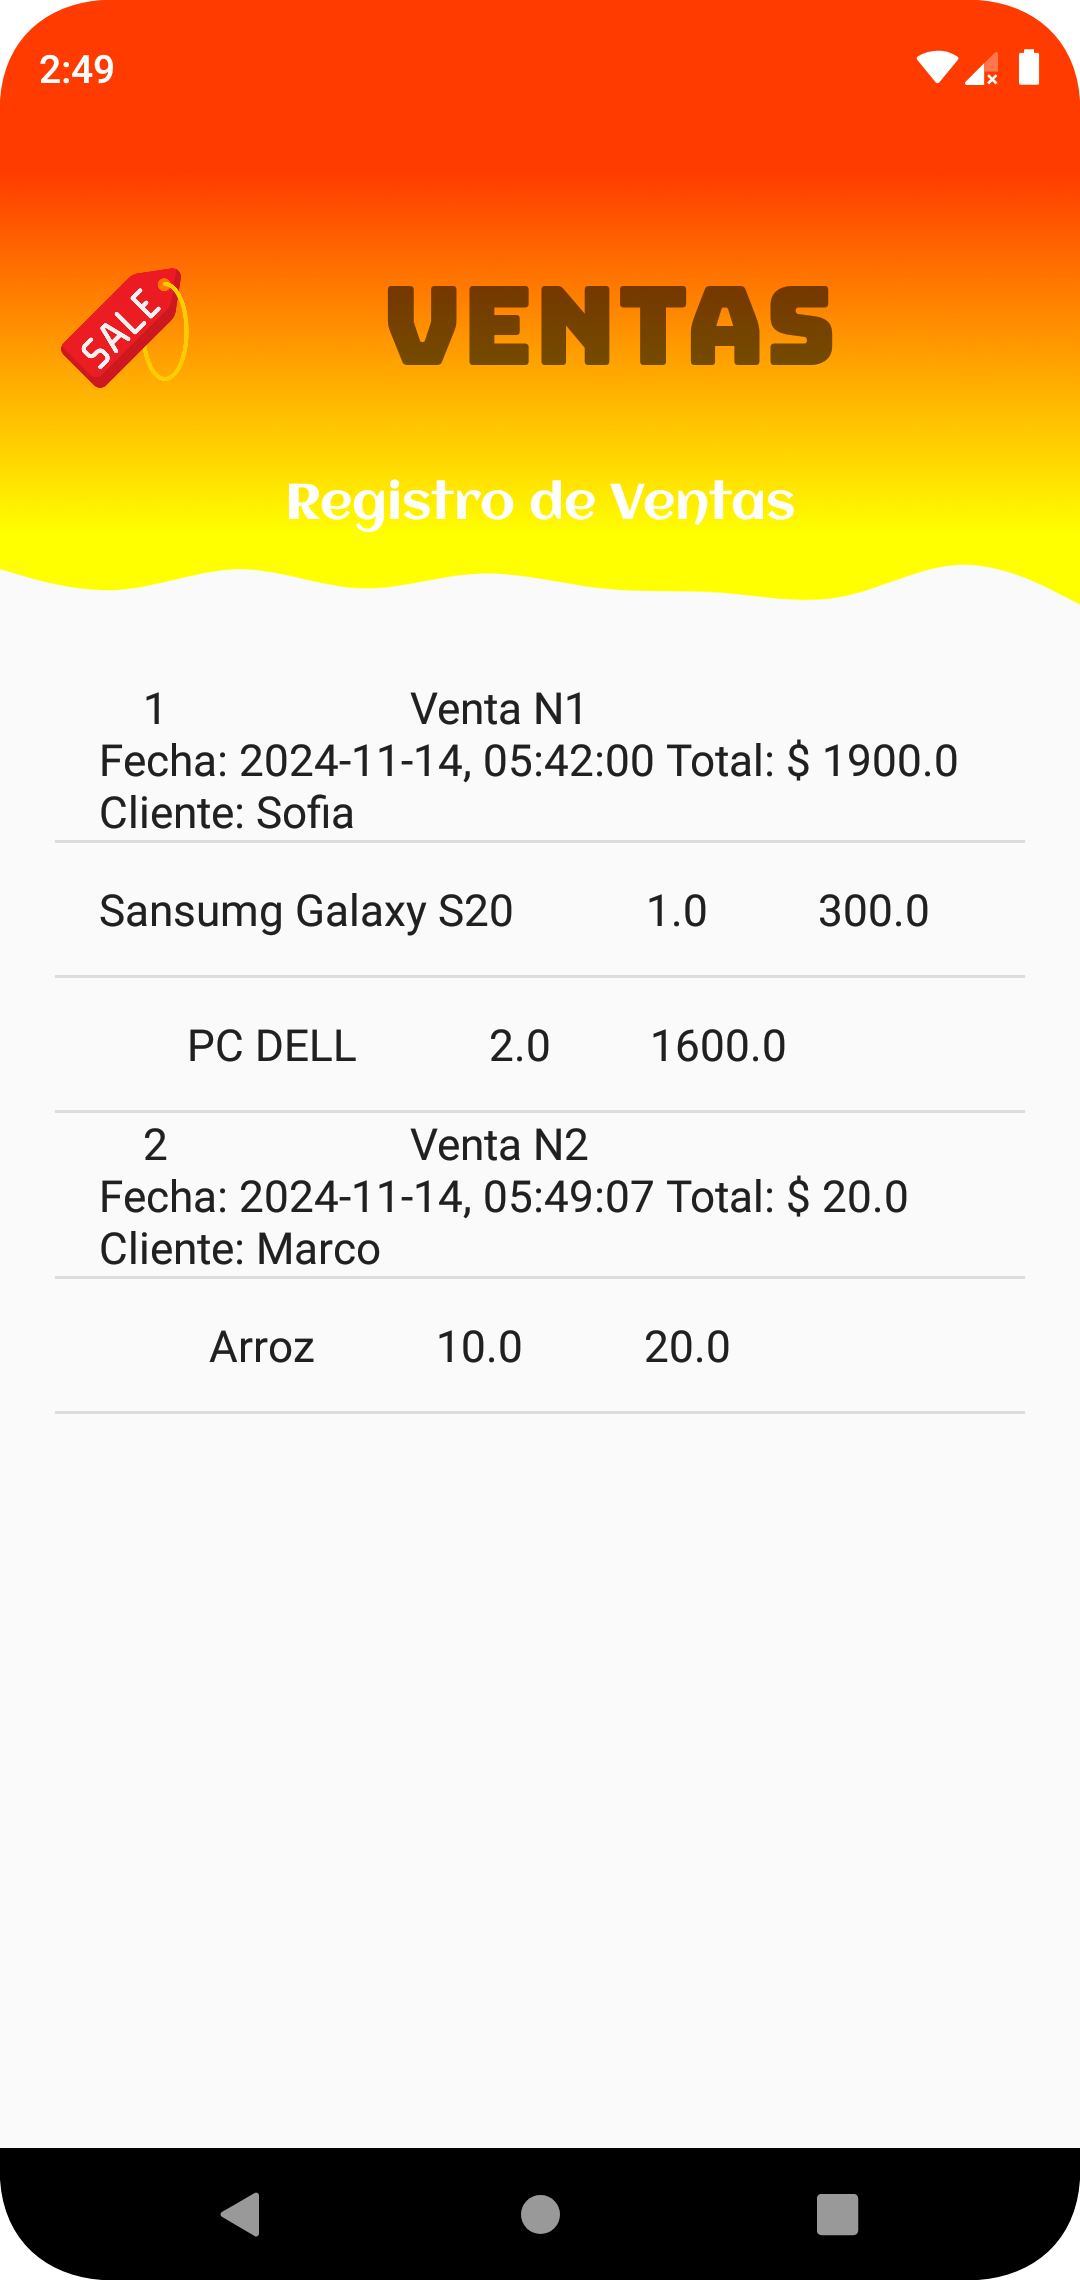 2:49
SALE
VENTAS
Registro de Ventas
1 Venta N1
Fecha: 2024-11-14, 05:42:00 Total: $ 1900.0
Cliente: Sofia
Sansumg Galaxy S20 1.0 300.0
PC DELL 2.0 1600.0
2 Venta N2
Fecha: 2024-11-14, 05:49:07 Total: $ 20.0
Cliente: Marco
Arroz 10.0 20.0